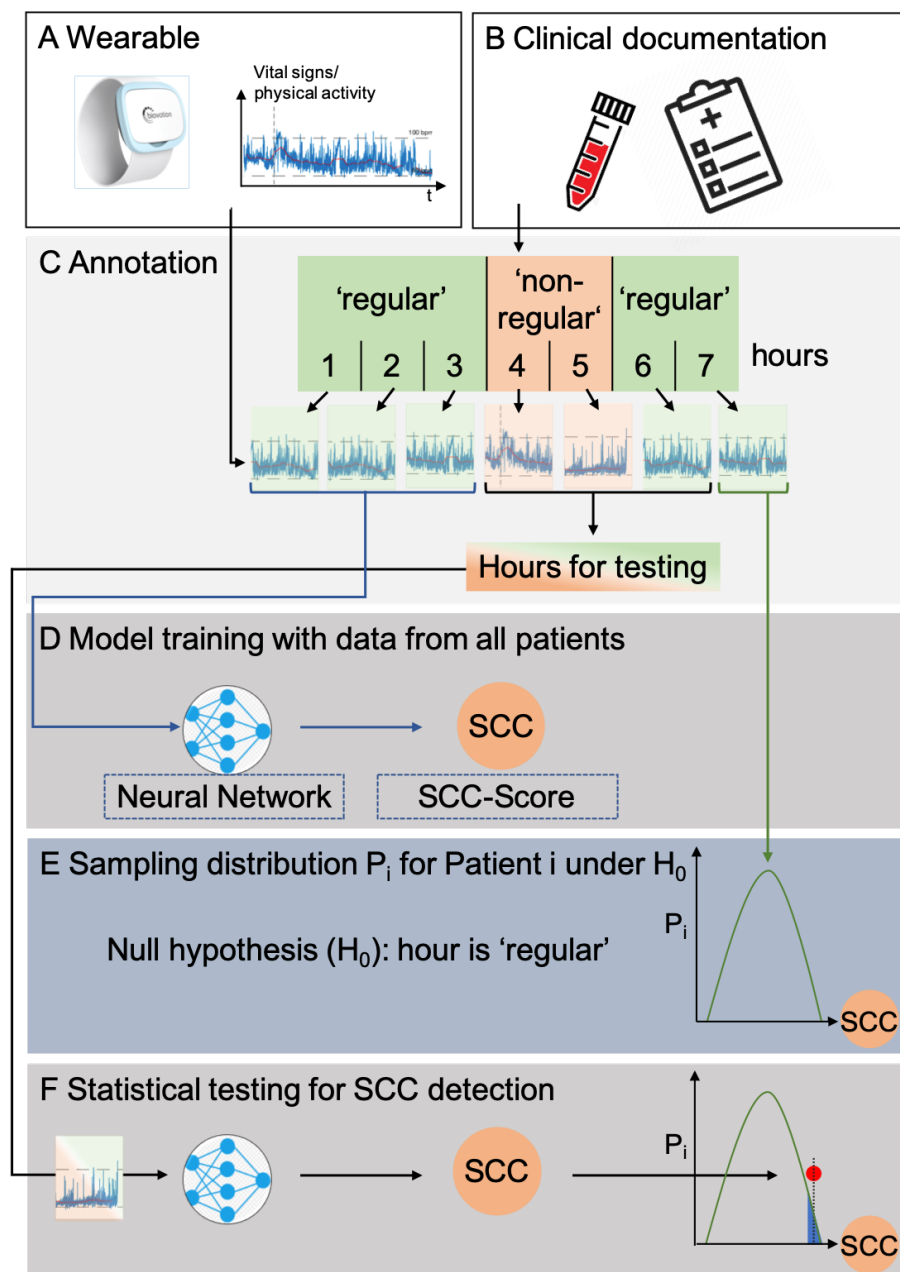 A Wearable
biovotion
Vital signs/
physical activity
100 bpm
t
B Clinical documentation
C Annotation
‘regular’
‘non-
regular‘
‘regular’
1 2 3 4 5 6 7
hours
Hours for testing
D Model training with data from all patients
SCC
Neural Network
SCC-Score
E Sampling distribution Pi for Patient i under H0
Null hypothesis (H0): hour is ‘regular’
Pi
SCC
F Statistical testing for SCC detection
SCC
Pi
SCC